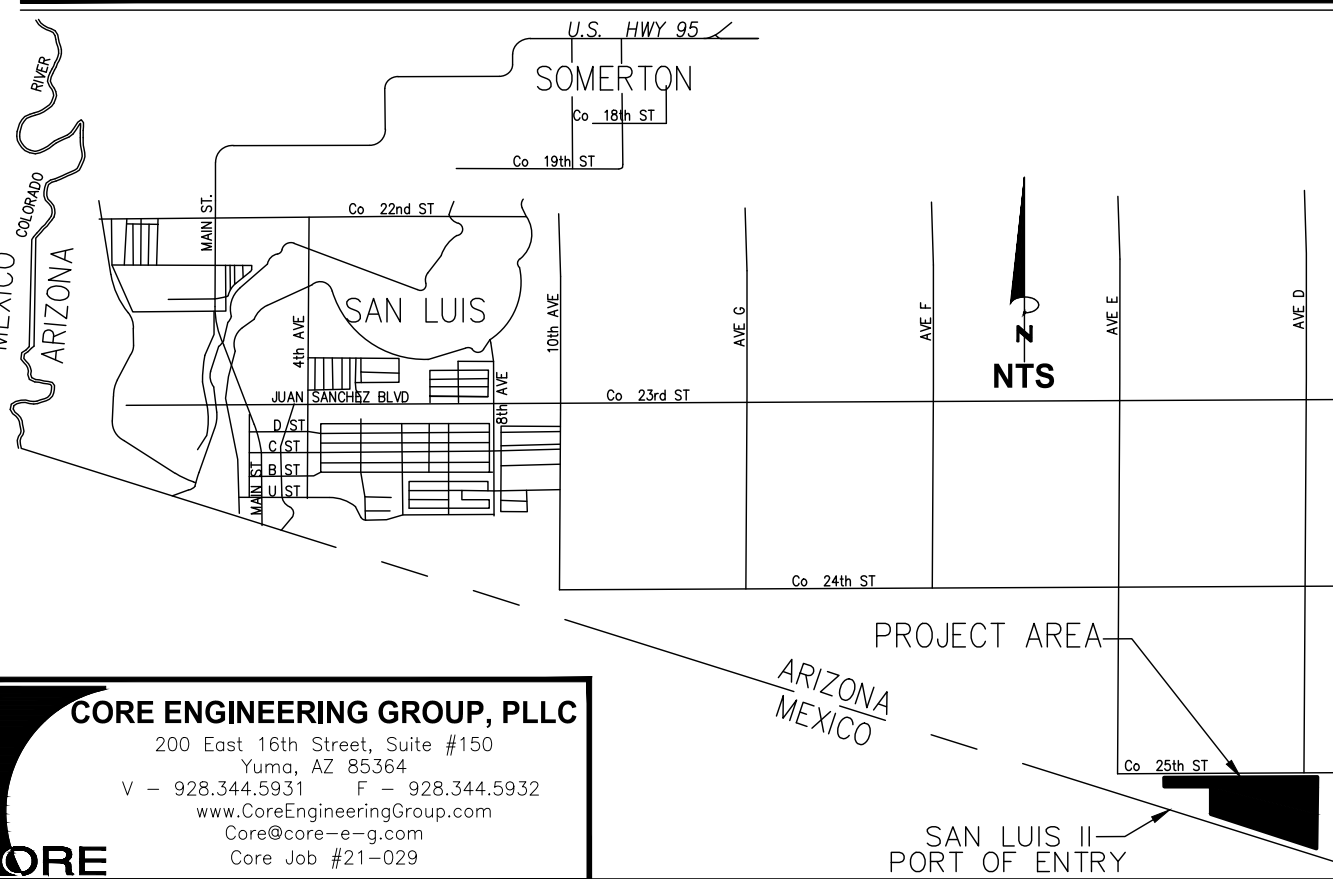 U.S. HWY 95
SOMERTON
Co 18th ST
Co 19th ST
RIVER
COLORADO
MEXICO
ARIZONA
MAIN ST.
Co 22nd ST
SAN LUIS
4th AVE
10th AVE
AVE G
AVE F
AVE E
AVE D
N
NTS
JUAN SANCHEZ BLVD
8th AVE
Co 23rd ST
D ST
C ST
B ST
U ST
MAIN ST
Co 24th ST
PROJECT AREA
ARIZONA
MEXICO
Co 25th ST
SAN LUIS II
PORT OF ENTRY
CORE ENGINEERING GROUP, PLLC
200 East 16th Street, Suite #150
Yuma, AZ 85364
V - 928.344.5931 F - 928.344.5932
www.CoreEngineeringGroup.com
Core@core-e-g.com
Core Job #21-029
ORE